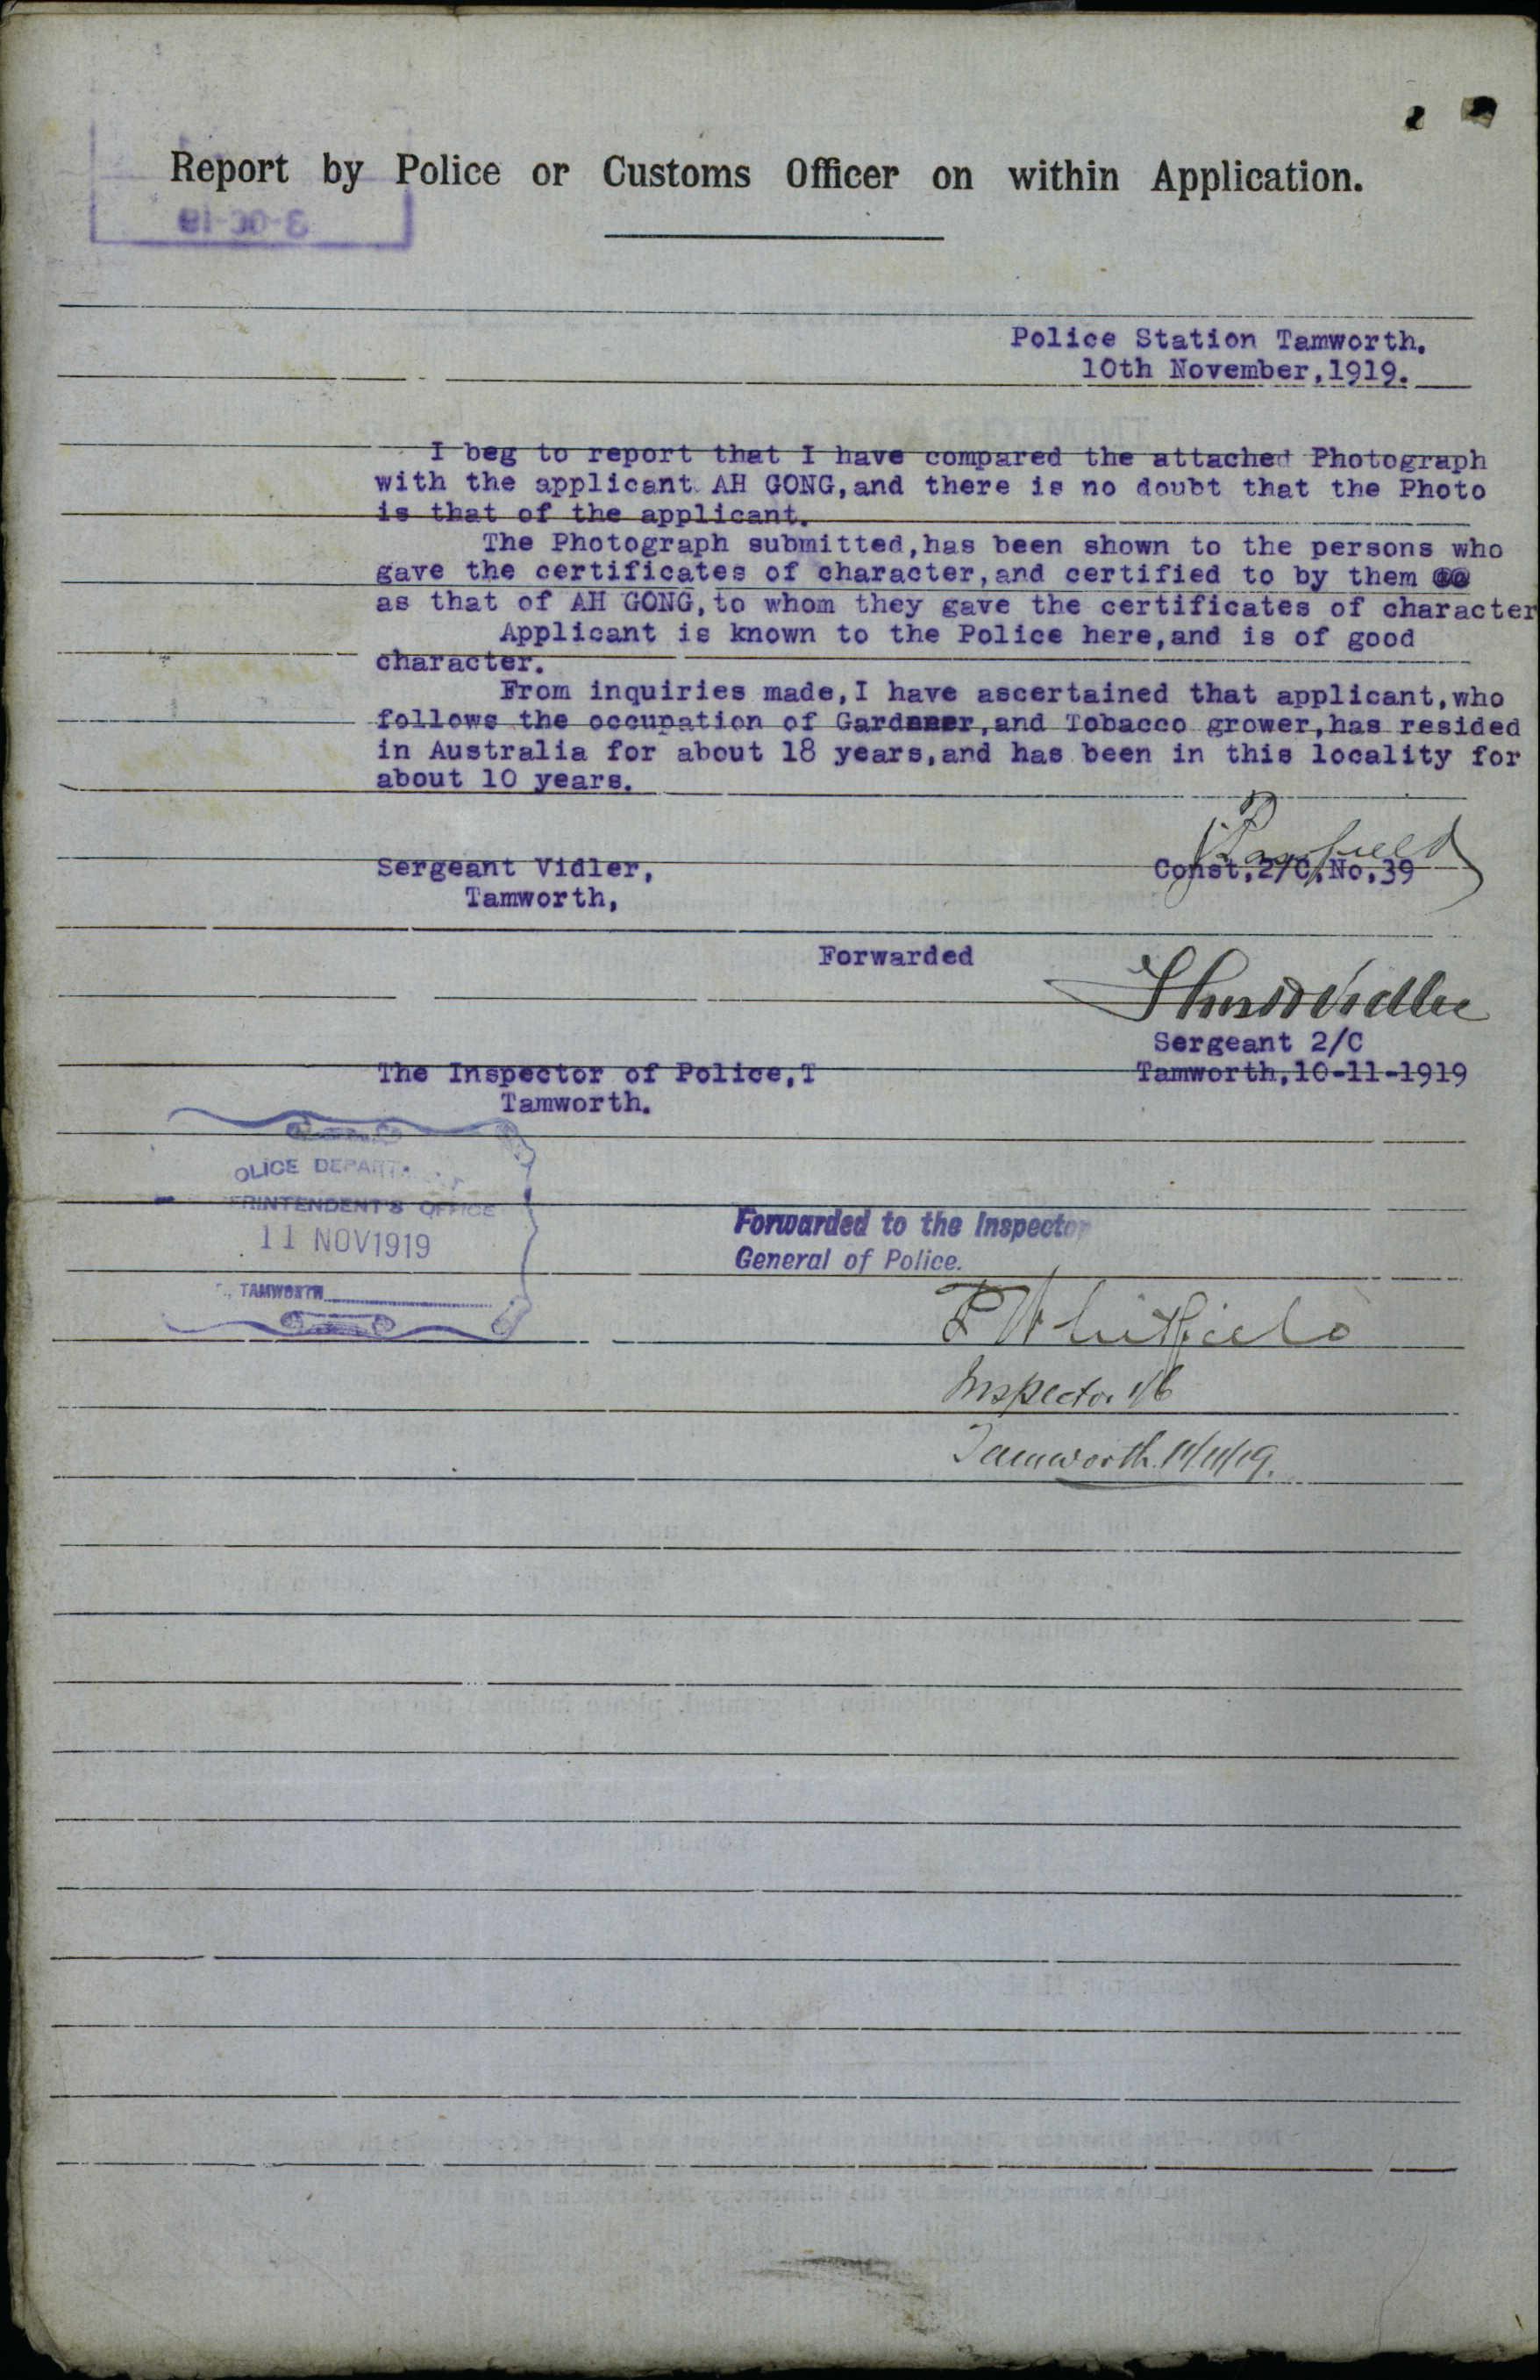 Report by Police or Customs Officer on within Application.
Police Station Tamworth.
10th November,1919.
I beg to report that I have compared the attached Photograph
with the applicant AH GONG,and there is no doubt that the Photo
is that of the applicant.
The Photograph submitted,has been shown to the persons who
gave the certificates of character,and certified to by them
as that of AH GONG,to whom they gave the certificates of character
Applicant is known to the Police here,and is of good
character.
From inquiries made,I have ascertained that applicant,who
follows the occupation of Gardnner,and Tobacco grower,has resided
in Australia for about 18 years,and has been in this locality for
about 10 years.
Sergeant Vidler,
Const.2/C.No.39
Tamworth,
Forwarded
Vidler
Sergeant 2/C
The Inspector of Police,T
Tamworth,10-11-1919
Tamworth.
OLICE DEPART
ERINTENDENT'S OFFICE
11 NOV1919
TAMWORTH
Forwarded to the Inspector
General of Police.
Whitfield
Inspector
Tamworth 11/11/19.